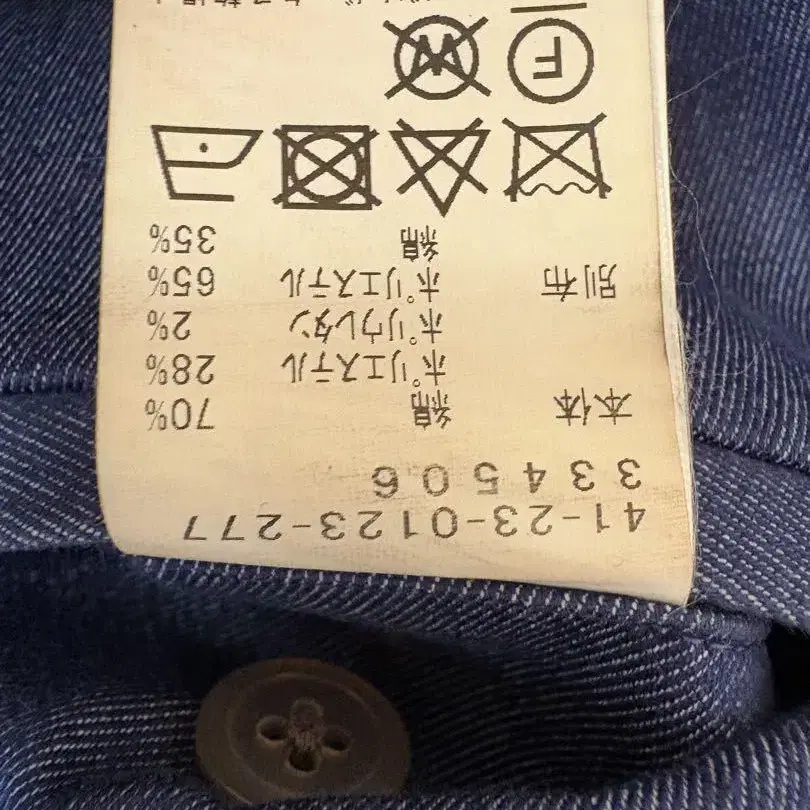 41-23-0123-277
334506
本体 綿 70%
ポリエステル 28%
ポリウレタン 2%
別布 ポリエステル 65%
綿 35%
F W